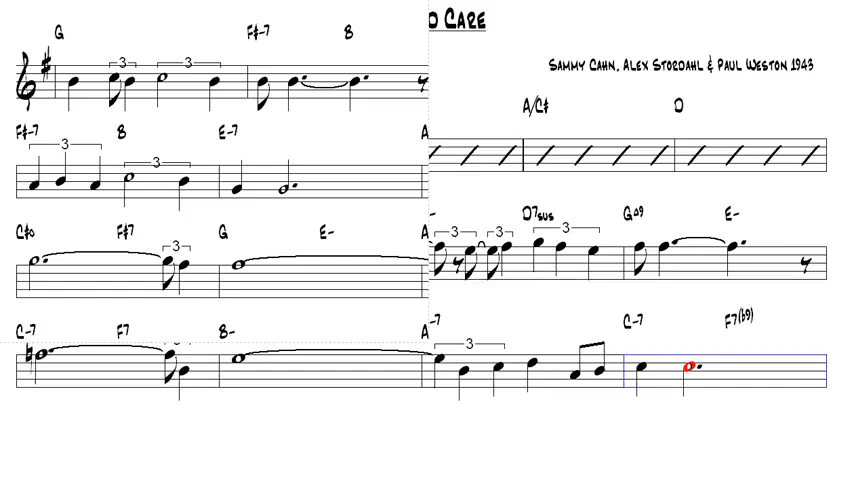 O CARE
SAMMY CAHN, ALEX STORDAHL & PAUL WESTON 1943
G F#-7 B
3 3
A/C# D
F#-7 B E-7 A
3 3
- D7sus G△9 E-
3 3 3
C#o F#7 G E- A
3
-7 C-7 F7(b9)
3
C-7 F7 B- A